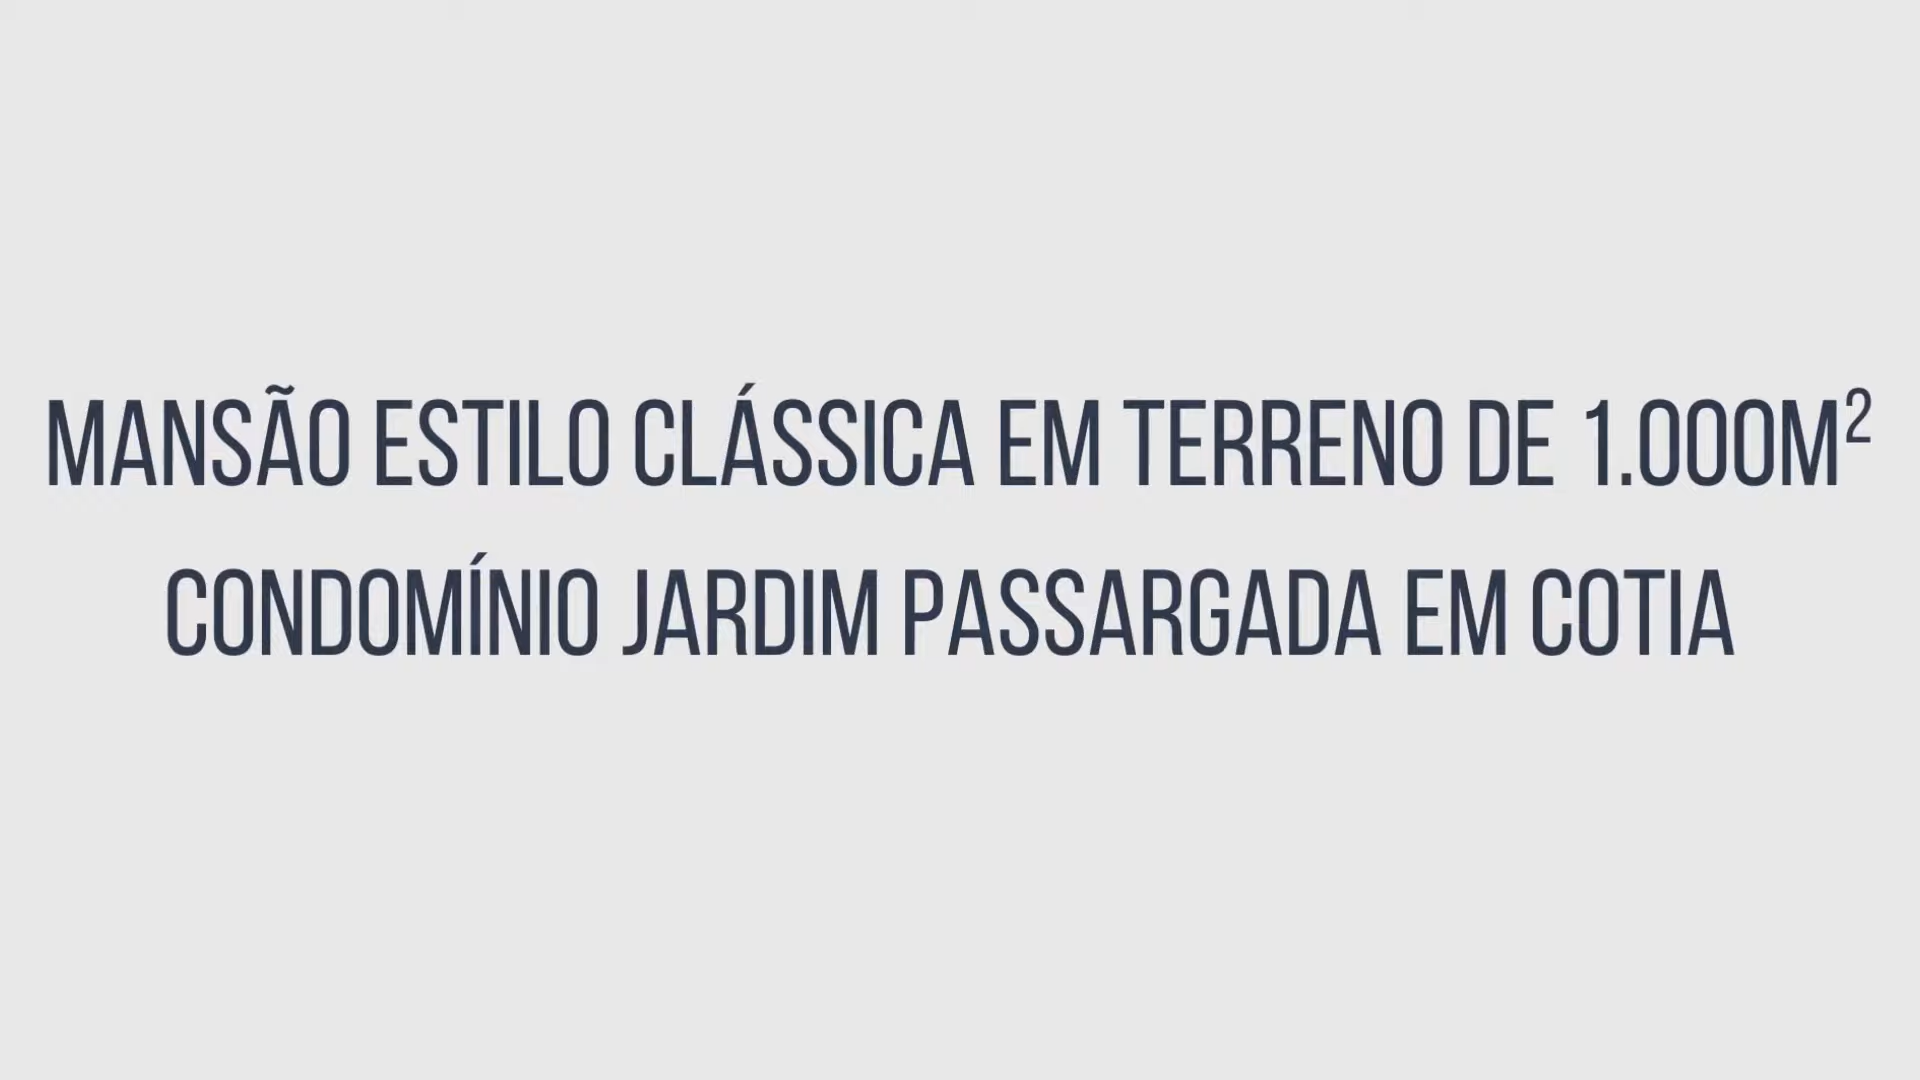 MANSÃO ESTILO CLÁSSICA EM TERRENO DE 1.000M²
CONDOMÍNIO JARDIM PASSARGADA EM COTIA